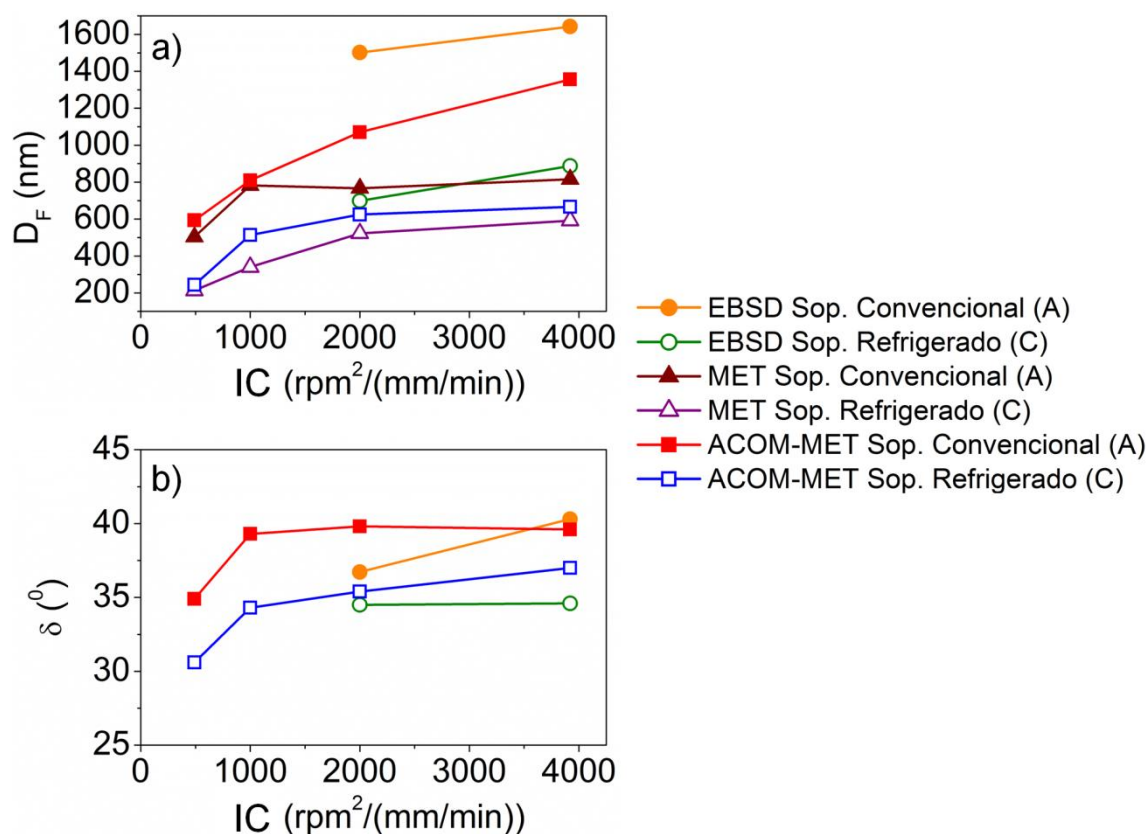 a)
1600
1400
1200
1000
800
600
400
200
D_F (nm)
0 1000 2000 3000 4000
IC (rpm²/(mm/min))
EBSD Sop. Convencional (A)
EBSD Sop. Refrigerado (C)
MET Sop. Convencional (A)
MET Sop. Refrigerado (C)
ACOM-MET Sop. Convencional (A)
ACOM-MET Sop. Refrigerado (C)
b)
45
40
35
30
25
δ (⁰)
0 1000 2000 3000 4000
IC (rpm²/(mm/min))